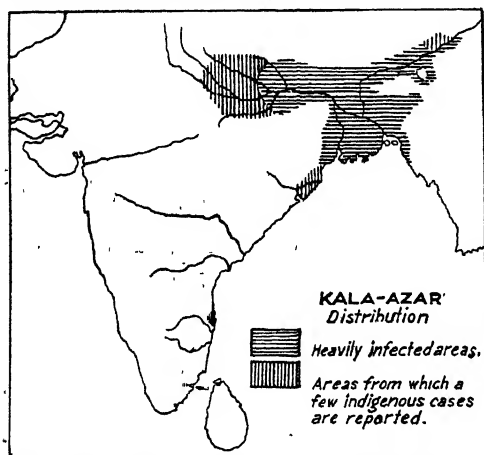 KALA-AZAR
Distribution
Heavily infected areas.
Areas from which a
few indigenous cases
are reported.